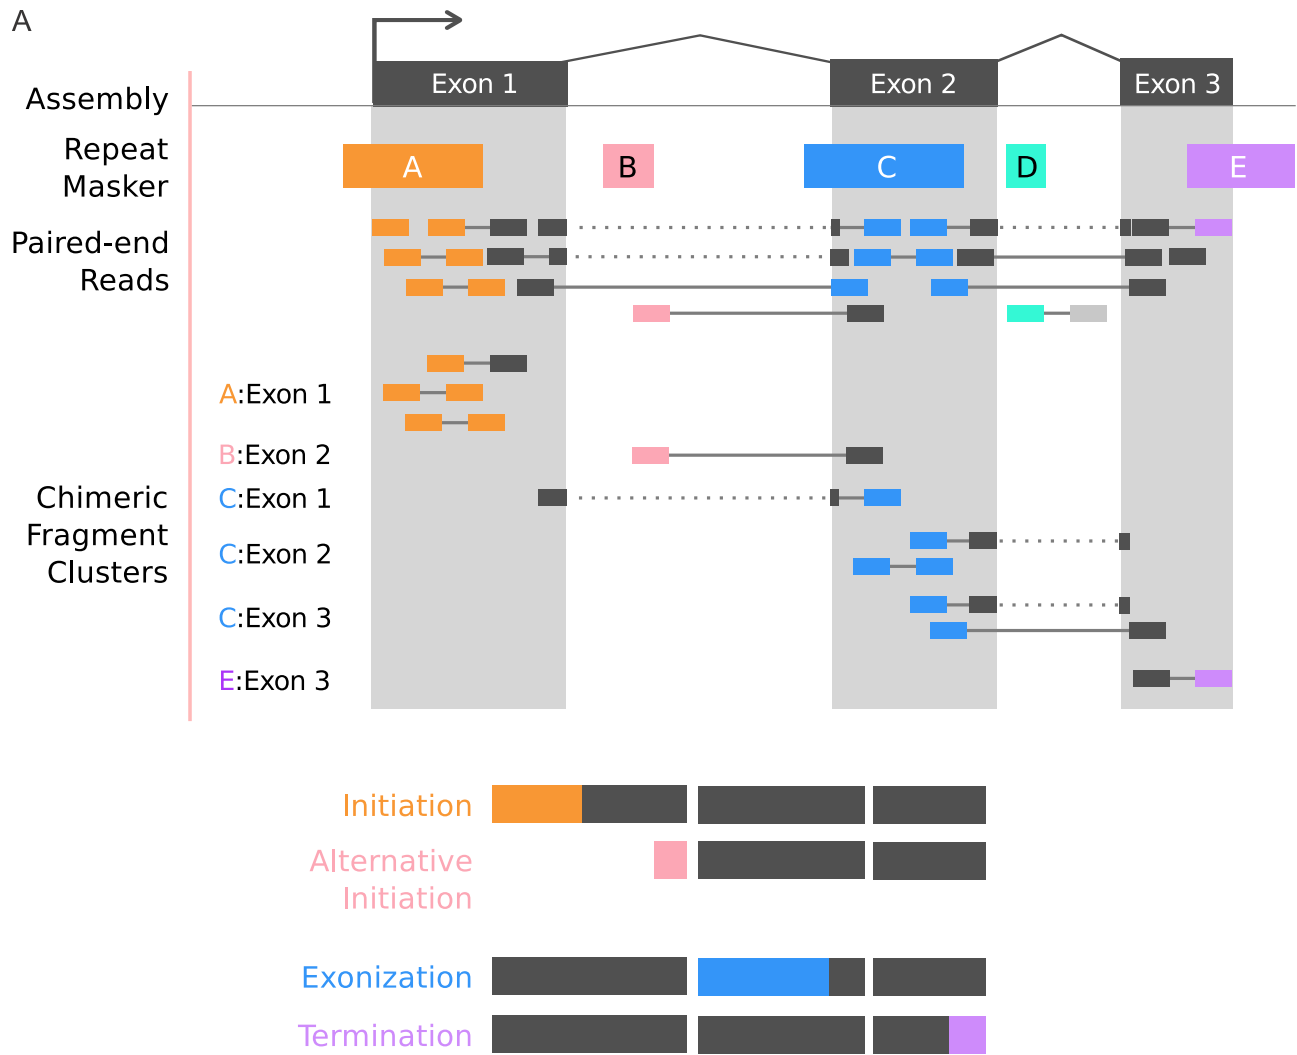 A
Exon 1
Exon 2
Exon 3
Assembly
Repeat
Masker
A
B
C
D
E
Paired-end
Reads
A:Exon 1
B:Exon 2
Chimeric
Fragment
Clusters
C:Exon 1
C:Exon 2
C:Exon 3
E:Exon 3
Initiation
Alternative
Initiation
Exonization
Termination